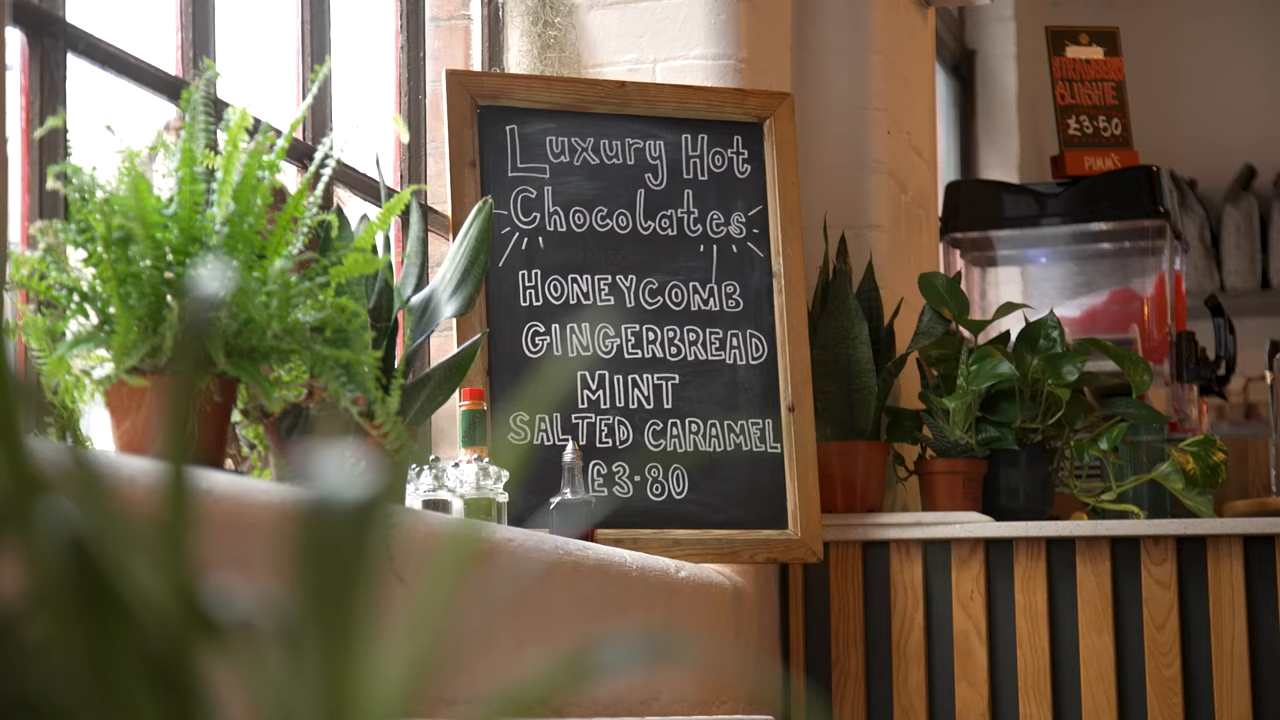 Luxury Hot
Chocolates
HONEYCOMB
GINGERBREAD
MINT
SALTED CARAMEL
£3.80
STRAWBERRY
SLUSHIE
£3.50
PIMM'S